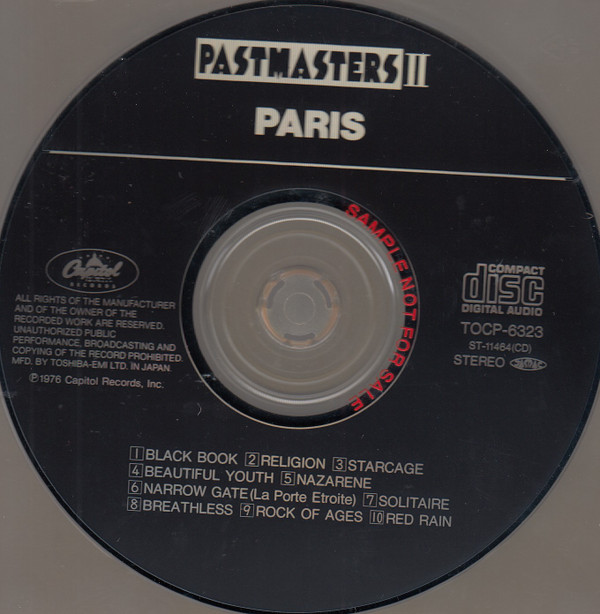 PASTMASTERS II
PARIS
SAMPLE NOT FOR SALE
Capitol
RECORDS
ALL RIGHTS OF THE MANUFACTURER
AND OF THE OWNER OF THE
RECORDED WORK ARE RESERVED.
UNAUTHORIZED PUBLIC
PERFORMANCE, BROADCASTING AND
COPYING OF THE RECORD PROHIBITED.
MFD. BY TOSHIBA-EMI LTD. IN JAPAN
Ⓟ1976 Capitol Records, Inc.
COMPACT
disc
DIGITAL AUDIO
TOCP-6323
ST-11464(CD)
STEREO
1 BLACK BOOK 2 RELIGION 3 STARCAGE
4 BEAUTIFUL YOUTH 5 NAZARENE
6 NARROW GATE (La Porte Etroite) 7 SOLITAIRE
8 BREATHLESS 9 ROCK OF AGES 10 RED RAIN